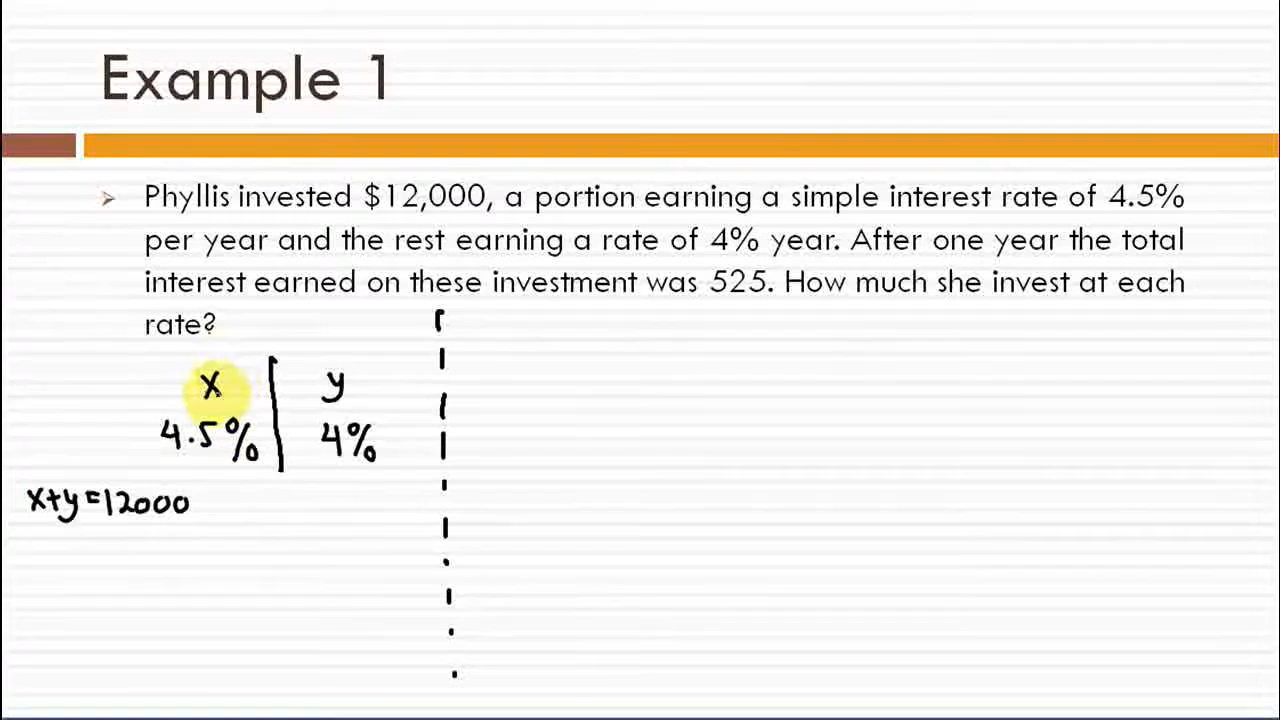 Example 1
Phyllis invested $12,000, a portion earning a simple interest rate of 4.5%
per year and the rest earning a rate of 4% year. After one year the total
interest earned on these investment was 525. How much she invest at each
rate?
x y
4.5% 4%
x+y=12000